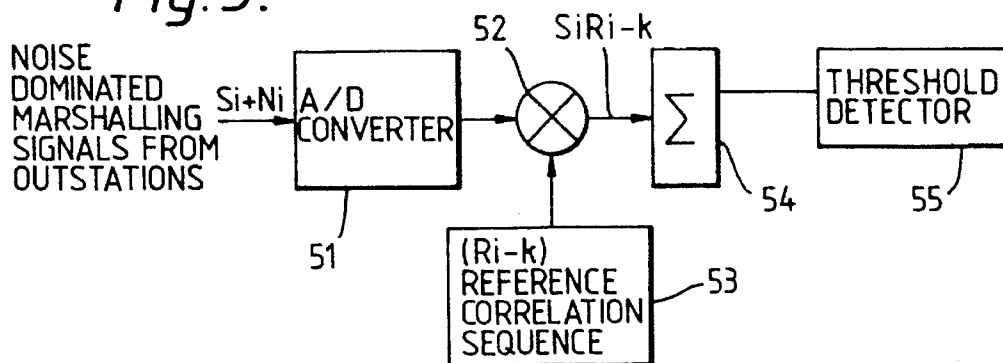 Fig. 5.
NOISE
DOMINATED
MARSHALLING
SIGNALS FROM
OUTSTATIONS
Si+Ni
A/D
CONVERTER
51
52
SiRi-k
(Ri-k)
REFERENCE
CORRELATION
SEQUENCE
53
Σ
54
THRESHOLD
DETECTOR
55